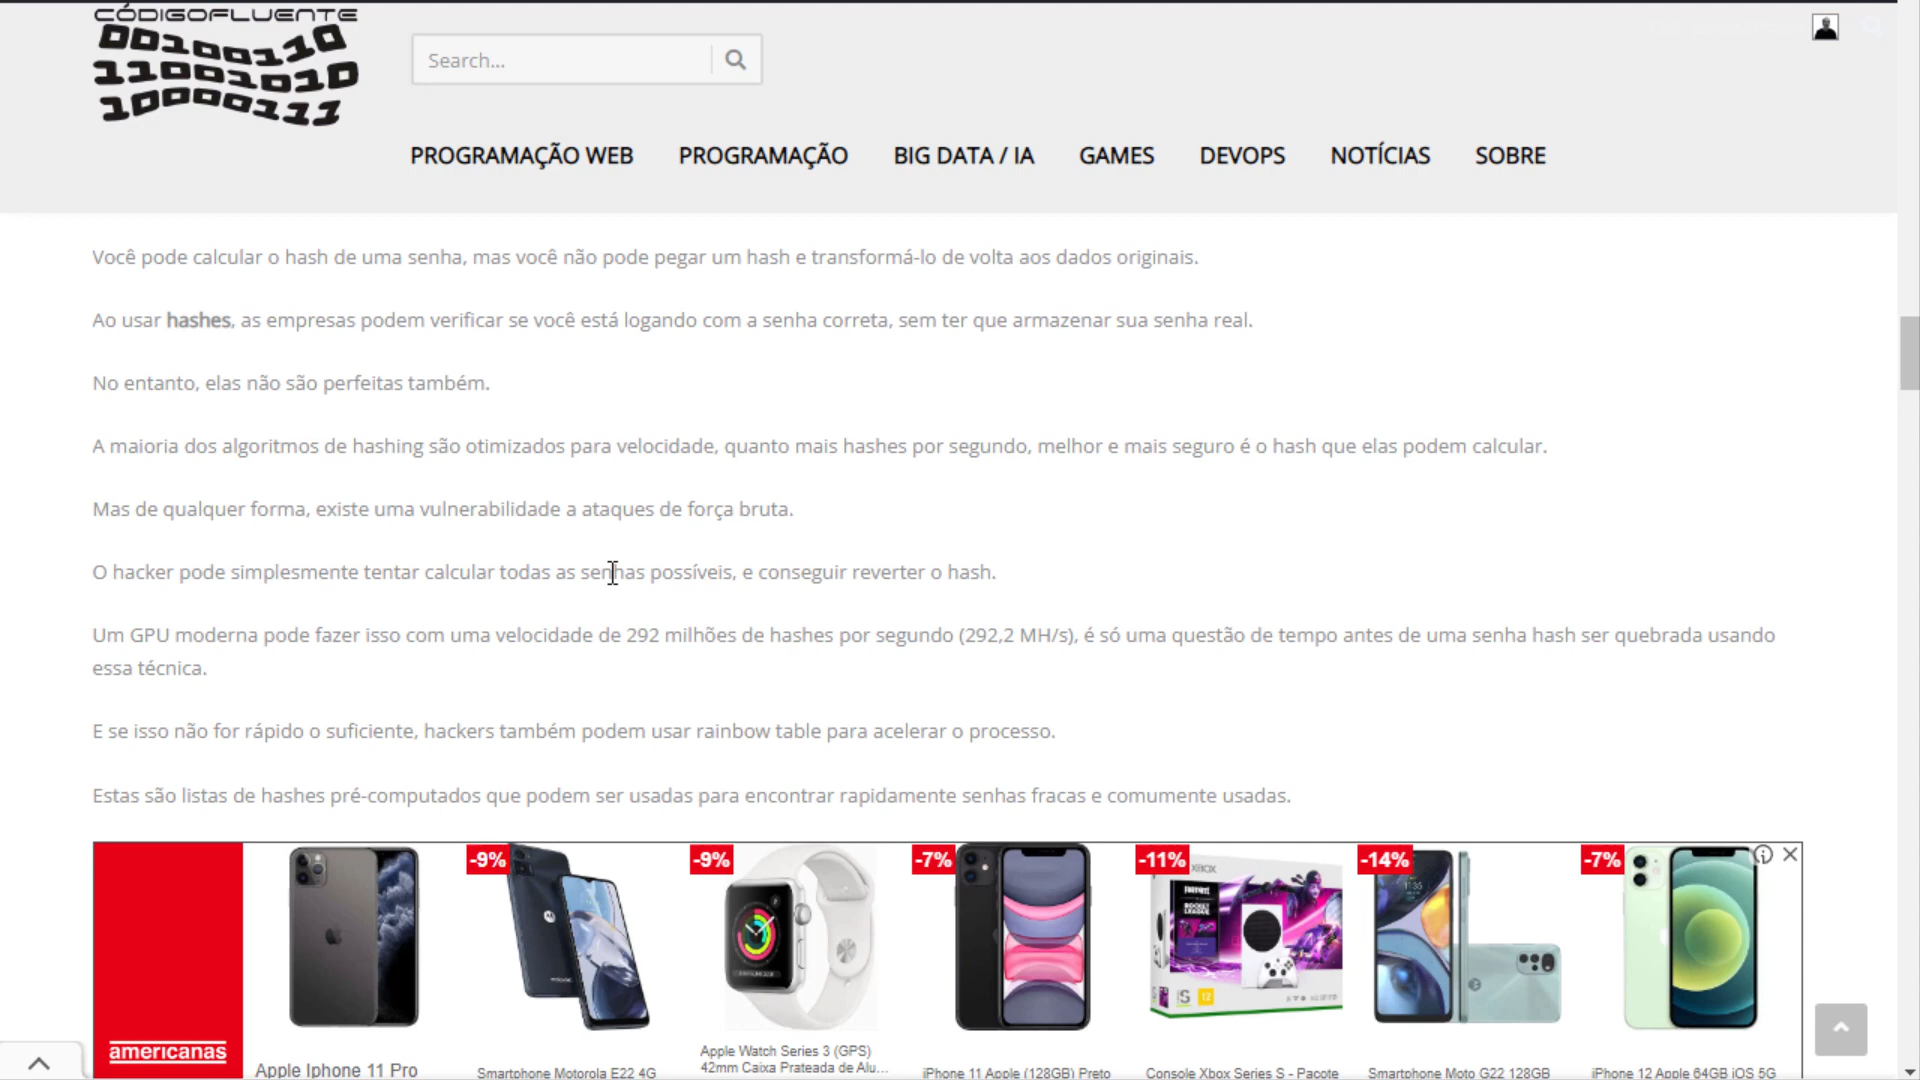 CÓDIGOFLUENTE
00100110
11001010
10000111
Search...
PROGRAMAÇÃO WEB
PROGRAMAÇÃO
BIG DATA / IA
GAMES
DEVOPS
NOTÍCIAS
SOBRE
Você pode calcular o hash de uma senha, mas você não pode pegar um hash e transformá-lo de volta aos dados originais.
Ao usar hashes, as empresas podem verificar se você está logando com a senha correta, sem ter que armazenar sua senha real.
No entanto, elas não são perfeitas também.
A maioria dos algoritmos de hashing são otimizados para velocidade, quanto mais hashes por segundo, melhor e mais seguro é o hash que elas podem calcular.
Mas de qualquer forma, existe uma vulnerabilidade a ataques de força bruta.
O hacker pode simplesmente tentar calcular todas as senhas possíveis, e conseguir reverter o hash.
Um GPU moderna pode fazer isso com uma velocidade de 292 milhões de hashes por segundo (292,2 MH/s), é só uma questão de tempo antes de uma senha hash ser quebrada usando
essa técnica.
E se isso não for rápido o suficiente, hackers também podem usar rainbow table para acelerar o processo.
Estas são listas de hashes pré-computados que podem ser usadas para encontrar rapidamente senhas fracas e comumente usadas.
-9%
-9%
-7%
-11%
-14%
-7%
XBOX
FORTNITE
ROCKET
LEAGUE
S
12
11:35
americanas
Apple Iphone 11 Pro
Smartphone Motorola E22 4G
Apple Watch Series 3 (GPS)
42mm Caixa Prateada de Alu...
iPhone 11 Apple (128GB) Preto
Console Xbox Series S - Pacote
Smartphone Moto G22 128GB
iPhone 12 Apple 64GB iOS 5G